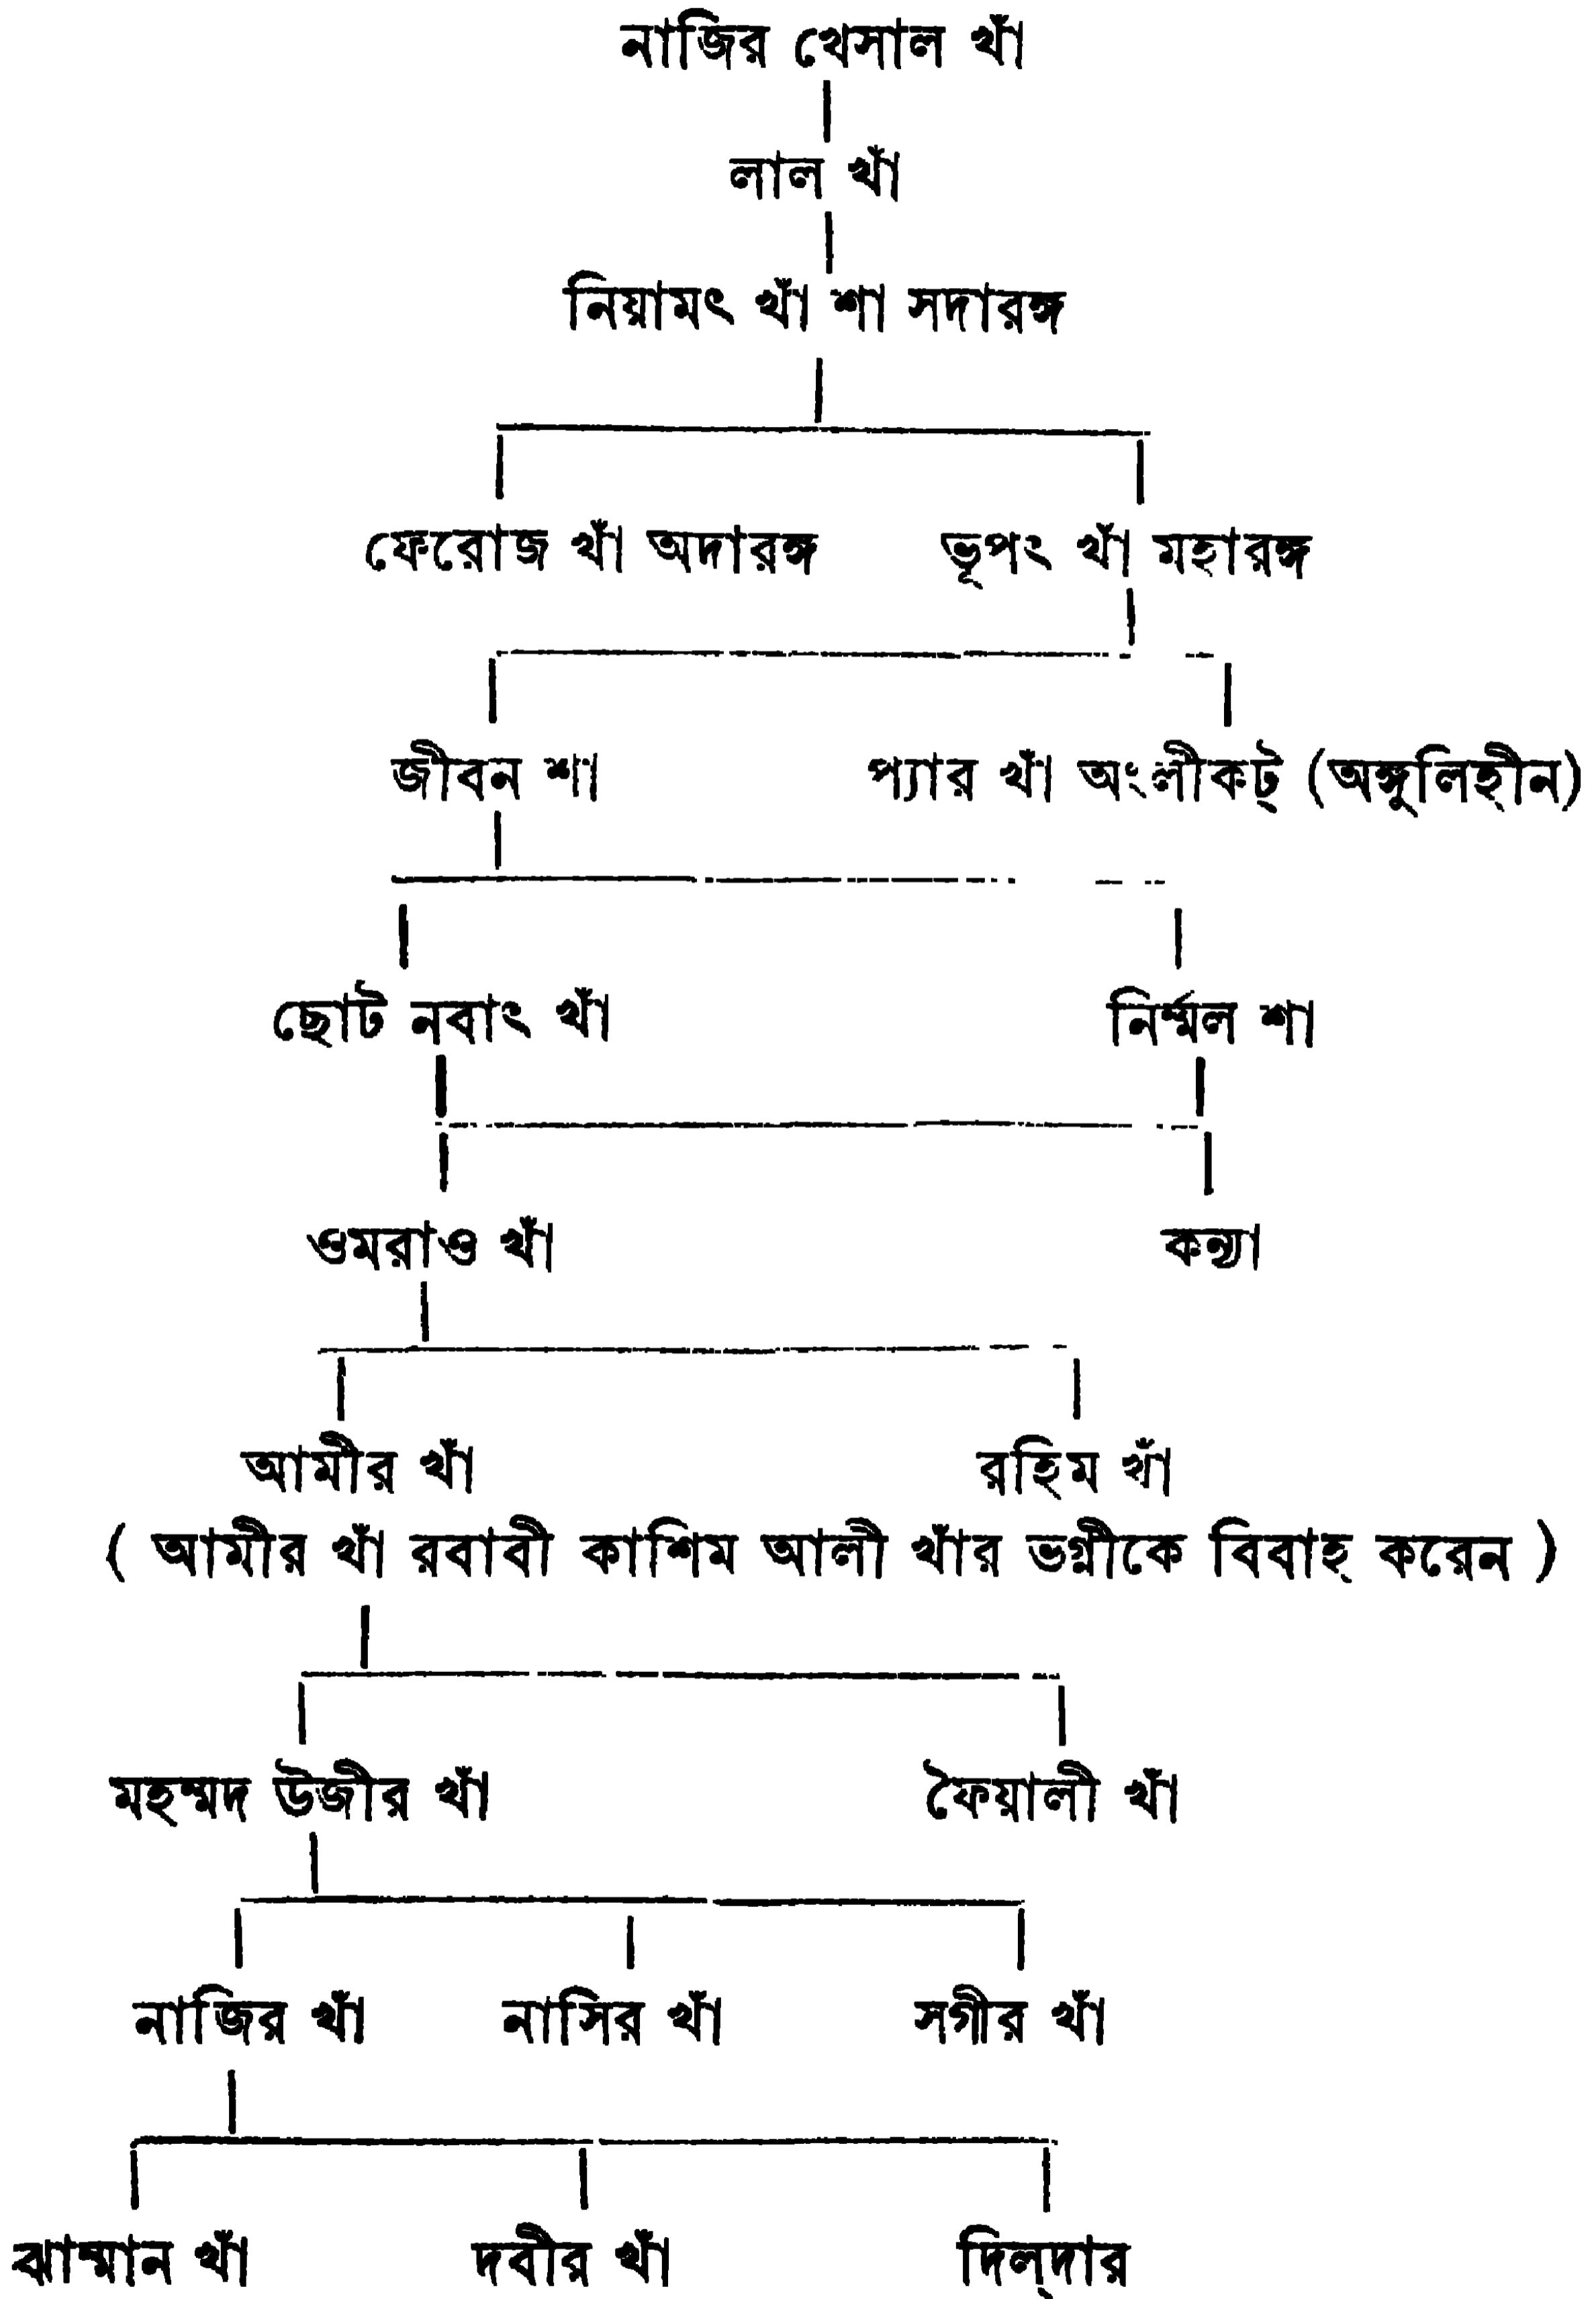 নাজির খেসাল খাঁ
লাল খাঁ
নিয়ামৎ খাঁ শা সদারঙ্গ
ফেরোজ খাঁ অদারঙ্গ ভূপৎ খাঁ মহারঙ্গ
জীবন শা প্যার খাঁ অংলীকট্ (অঙ্গুলিহীন)
ছোট নবাৎ খাঁ নির্ম্মল শা
ওমরাও খাঁ কন্যা
আমীর খাঁ রহিম খাঁ
( আমীর খাঁ রবাবী কাশিম আলী খাঁর ভগ্নীকে বিবাহ করেন )
মহম্মদ উজীর খাঁ ফৈয়ালী খাঁ
নাজির খাঁ নাসির খাঁ সগীর খাঁ
ঝাম্মান খাঁ দবীর খাঁ দিল্দার